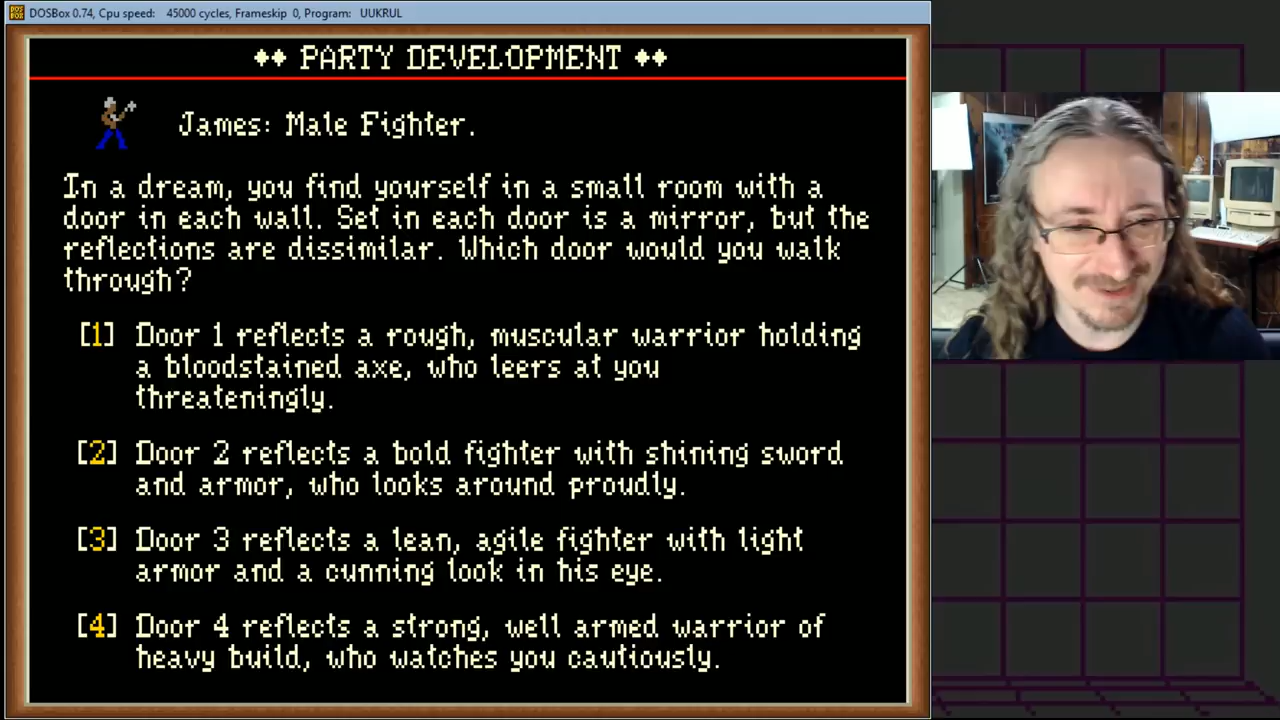 DOSBox 0.74, Cpu speed: 45000 cycles, Frameskip 0, Program: UUKRUL
PARTY DEVELOPMENT
James: Male Fighter.
In a dream, you find yourself in a small room with a
door in each wall. Set in each door is a mirror, but the
reflections are dissimilar. Which door would you walk
through?
[1] Door 1 reflects a rough, muscular warrior holding
a bloodstained axe, who leers at you
threateningly.
[2] Door 2 reflects a bold fighter with shining sword
and armor, who looks around proudly.
[3] Door 3 reflects a lean, agile fighter with light
armor and a cunning look in his eye.
[4] Door 4 reflects a strong, well armed warrior of
heavy build, who watches you cautiously.